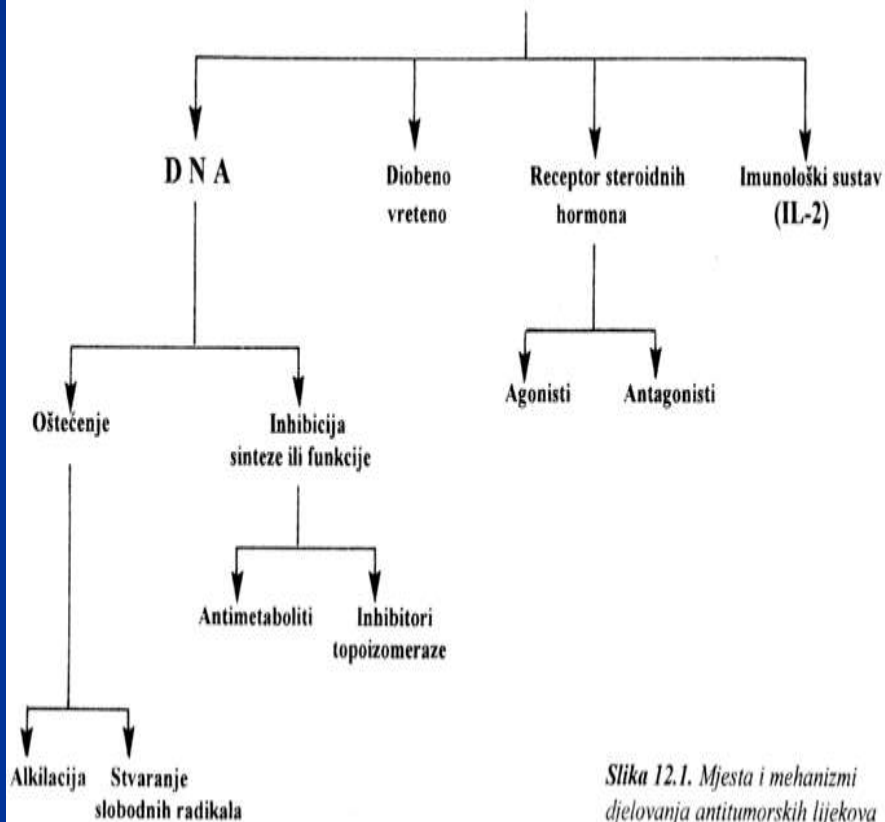 DNA
Diobeno
vreteno
Receptor steroidnih
hormona
Imunološki sustav
(IL-2)
Agonisti
Antagonisti
Oštećenje
Inhibicija
sinteze ili funkcije
Antimetaboliti
Inhibitori
topoizomeraze
Alkilacija
Stvaranje
slobodnih radikala
Slika 12.1. Mjesta i mehanizmi
djelovanja antitumorskih lijekova